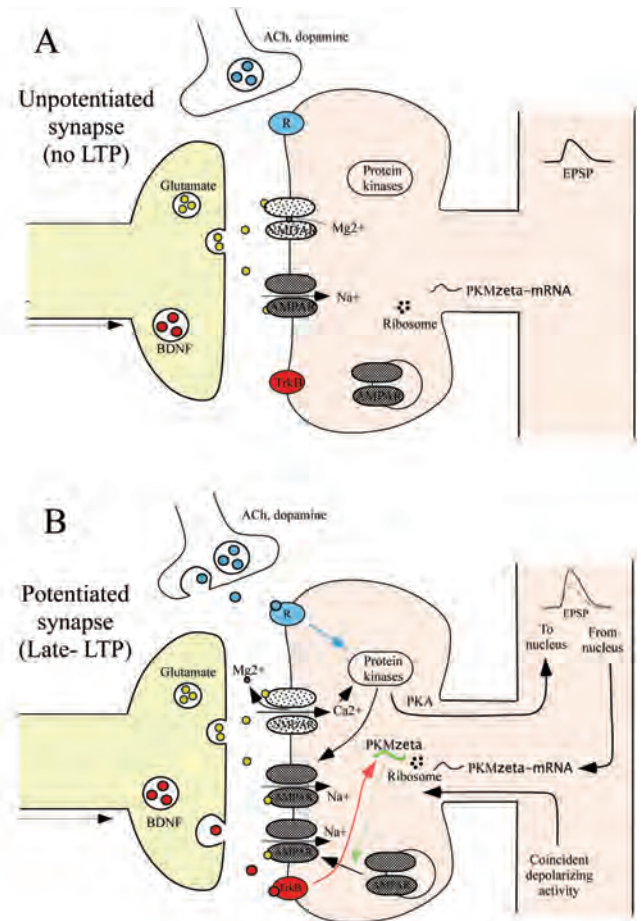 A
ACh, dopamine
Unpotentiated
synapse
(no LTP)
R
Glutamate
Protein
kinases
EPSP
NMDAR
Mg2+
AMPAR
Na+
PKMzeta-mRNA
Ribosome
BDNF
TrkB
AMPAR
B
ACh, dopamine
Potentiated
synapse
(Late- LTP)
R
EPSP
To
nucleus
From
nucleus
Glutamate
Mg2+
Protein
kinases
Ca2+
NMDAR
PKA
PKMzeta
Ribosome
PKMzeta-mRNA
AMPAR
Na+
BDNF
Na+
AMPAR
TrkB
AMPAR
Coincident
depolarizing
activity